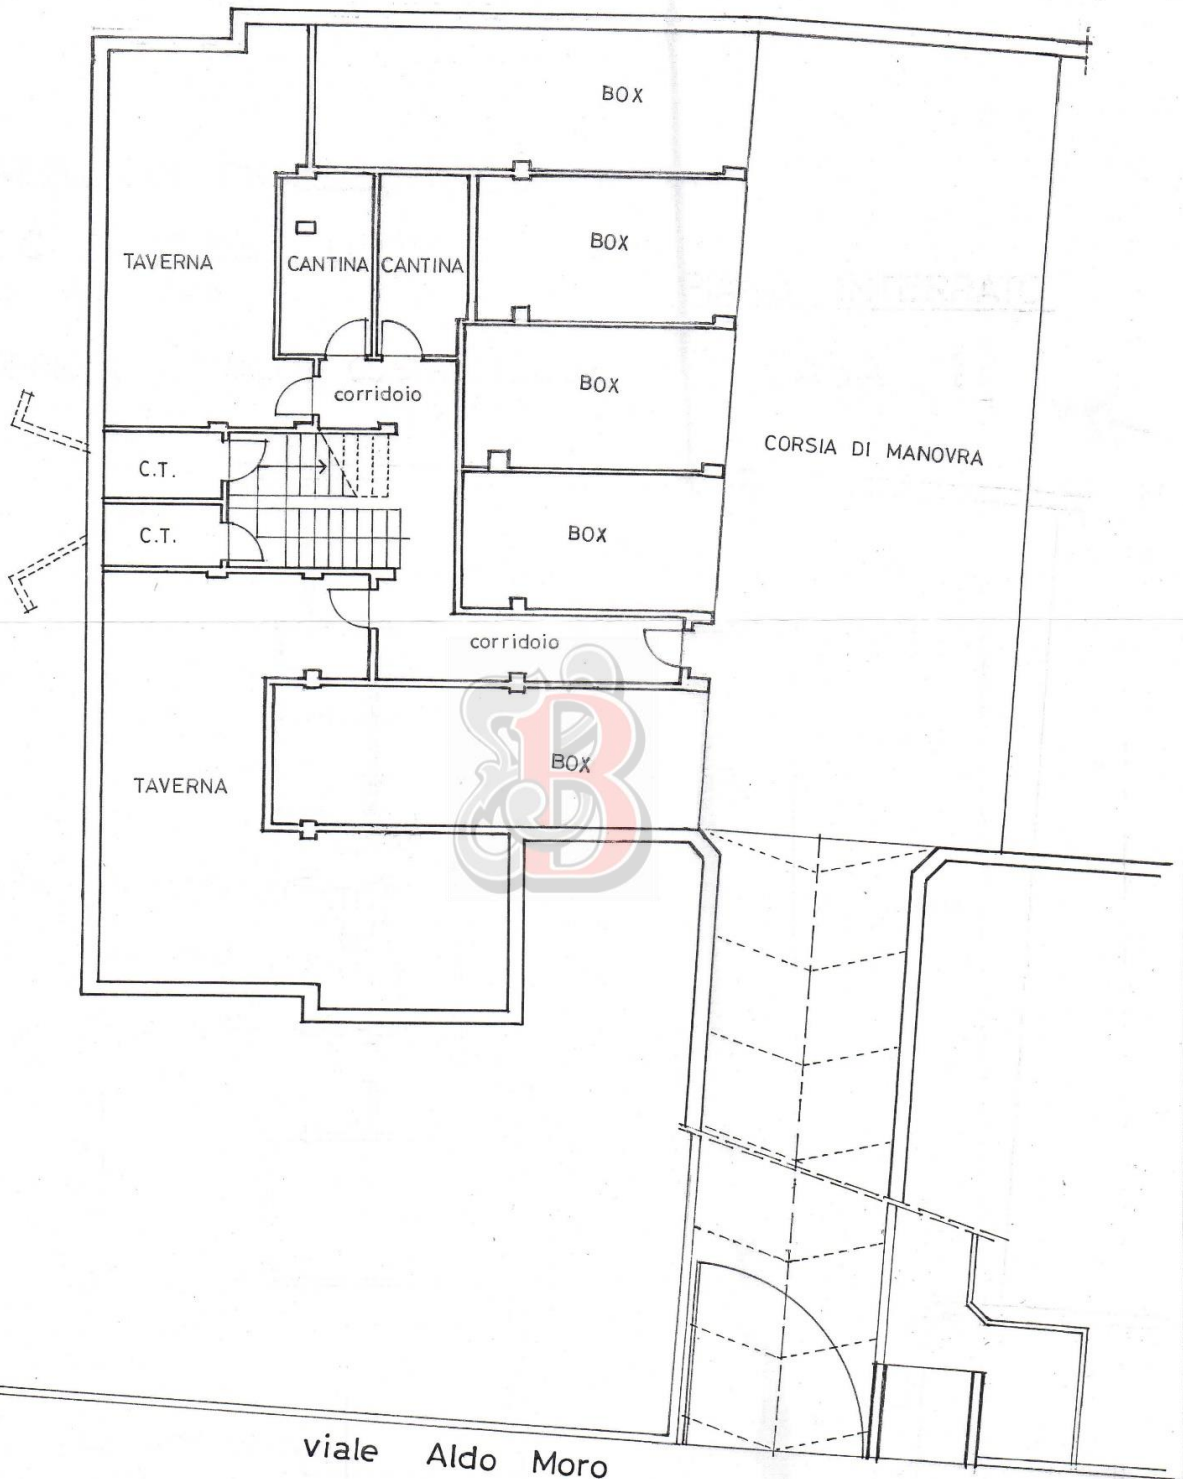 BOX
BOX
TAVERNA
CANTINA
CANTINA
BOX
corridoio
CORSIA DI MANOVRA
C.T.
C.T.
BOX
corridoio
BOX
TAVERNA
B
viale Aldo Moro